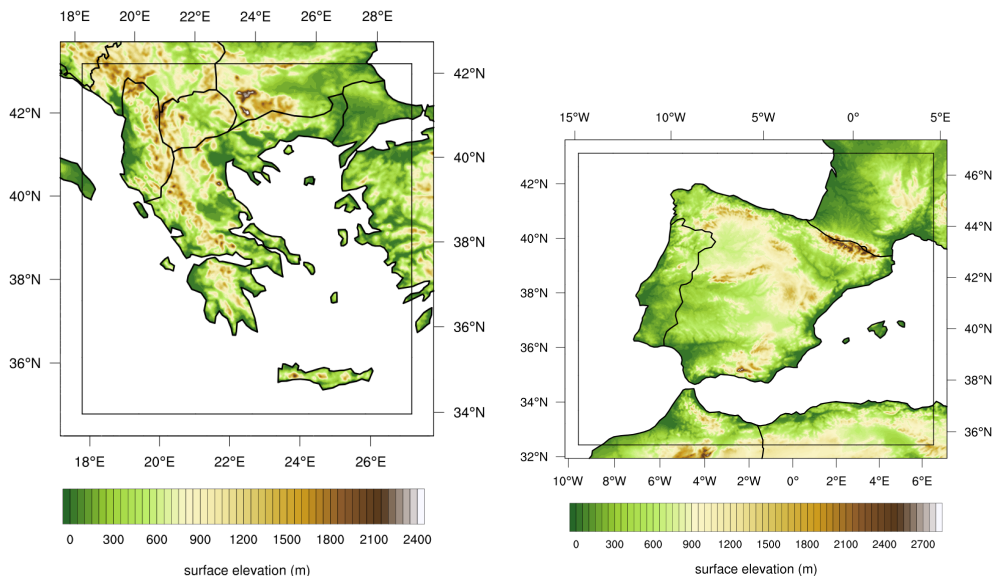 18°E 20°E 22°E 24°E 26°E 28°E
42°N
42°N
40°N
40°N
38°N
38°N
36°N
36°N
34°N
18°E 20°E 22°E 24°E 26°E
0 300 600 900 1200 1500 1800 2100 2400
surface elevation (m)
15°W 10°W 5°W 0° 5°E
46°N
42°N
44°N
40°N
42°N
38°N
40°N
36°N
38°N
34°N
36°N
32°N
10°W 8°W 6°W 4°W 2°W 0° 2°E 4°E 6°E
0 300 600 900 1200 1500 1800 2100 2400 2700
surface elevation (m)